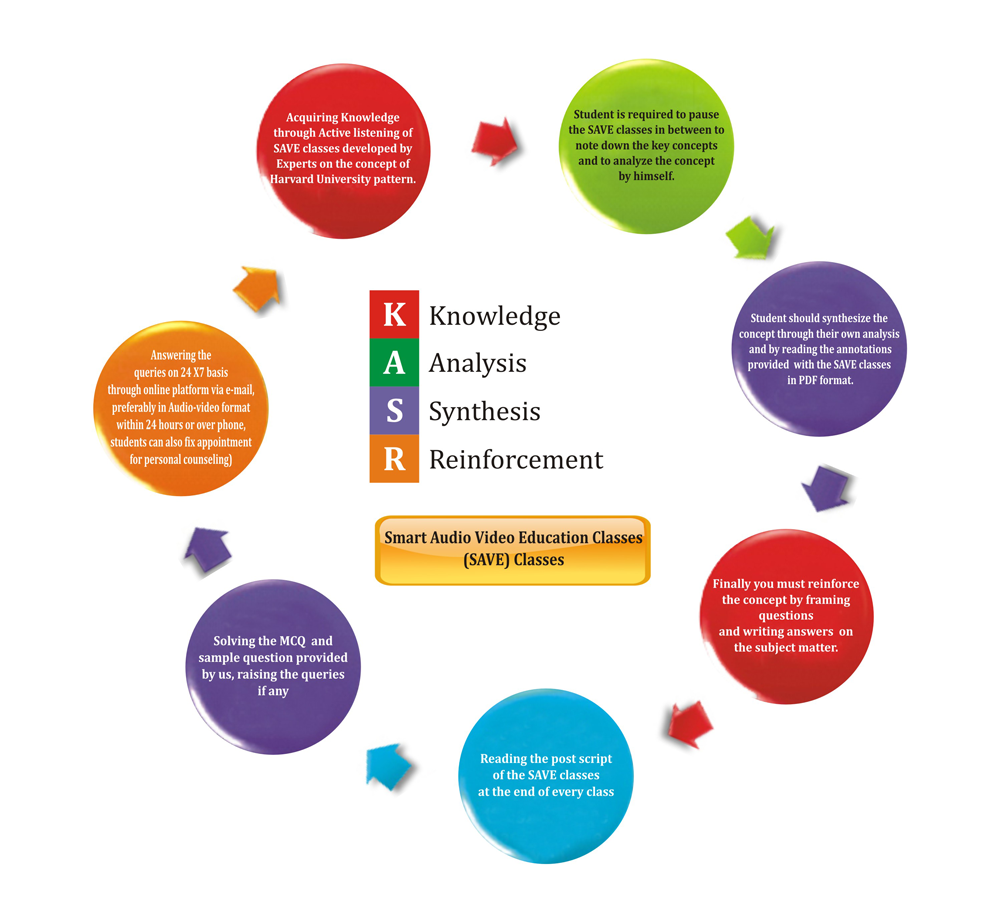 Acquiring Knowledge
through Active listening of
SAVE classes developed by
Experts on the concept of
Harvard University pattern.
Student is required to pause
the SAVE classes in between to
note down the key concepts
and to analyze the concept
by himself.
Student should synthesize the
concept through their own analysis
and by reading the annotations
provided with the SAVE classes
in PDF format.
Finally you must reinforce
the concept by framing
questions
and writing answers on
the subject matter.
Reading the post script
of the SAVE classes
at the end of every class
Solving the MCQ and
sample question provided
by us, raising the queries
if any
Answering the
queries on 24 X7 basis
through online platform via e-mail,
preferably in Audio-video format
within 24 hours or over phone,
students can also fix appointment
for personal counseling)
K Knowledge
A Analysis
S Synthesis
R Reinforcement
Smart Audio Video Education Classes
(SAVE) Classes